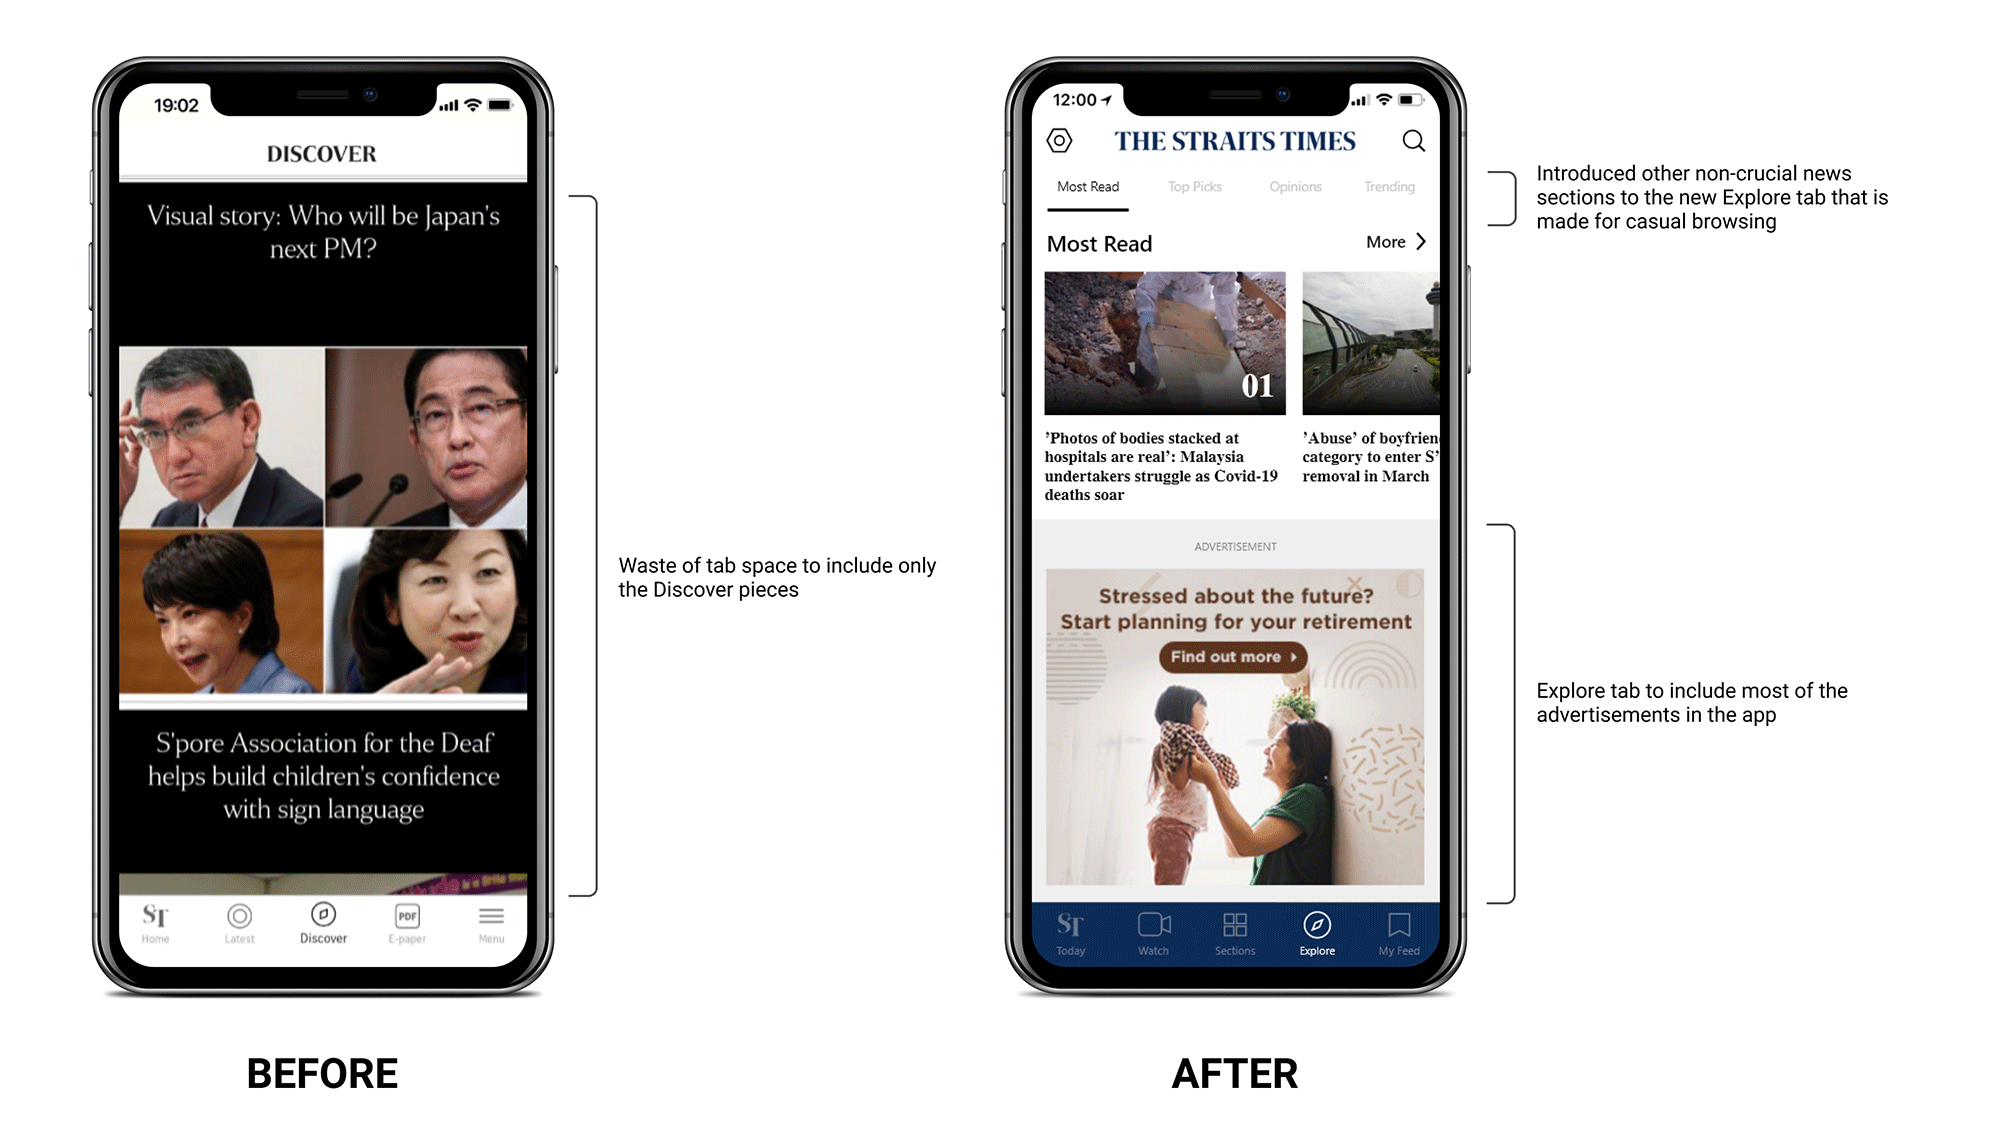 19:02
DISCOVER
Visual story: Who will be Japan's
next PM?
S'pore Association for the Deaf
helps build children's confidence
with sign language
ST
PDF
Home
Latest
Discover
E-paper
Menu
BEFORE
Waste of tab space to include only
the Discover pieces
12:00
THE STRAITS TIMES
Most Read
Top Picks
Opinions
Trending
Most Read
More
01
’Photos of bodies stacked at
hospitals are real’: Malaysia
undertakers struggle as Covid-19
deaths soar
’Abuse’ of boyfrien
category to enter S’
removal in March
ADVERTISEMENT
Stressed about the future?
Start planning for your retirement
Find out more
ST
Today
Watch
Sections
Explore
My Feed
AFTER
Introduced other non-crucial news
sections to the new Explore tab that is
made for casual browsing
Explore tab to include most of the
advertisements in the app